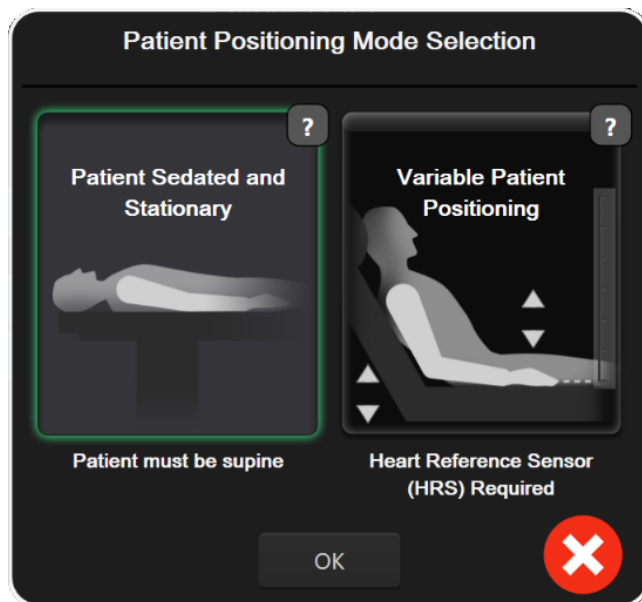 Patient Positioning Mode Selection
?
?
Patient Sedated and
Stationary
Variable Patient
Positioning
Patient must be supine
Heart Reference Sensor
(HRS) Required
OK